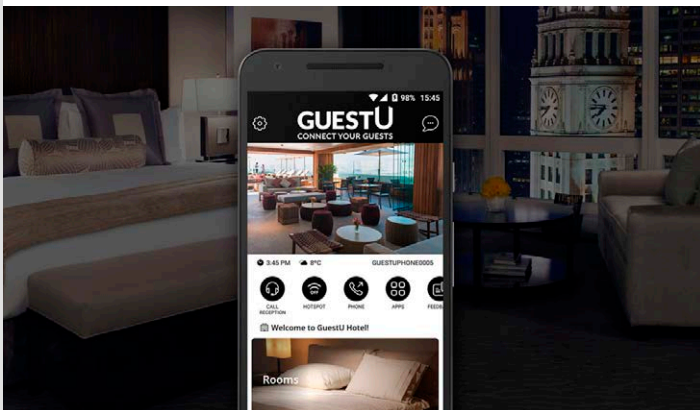 98% 15:45
GUESTU
CONNECT YOUR GUESTS
3:45 PM 8°C GUESTUPHONE0005
CALL RECEPTION
HOTSPOT
PHONE
APPS
Welcome to GuestU Hotel!
Rooms